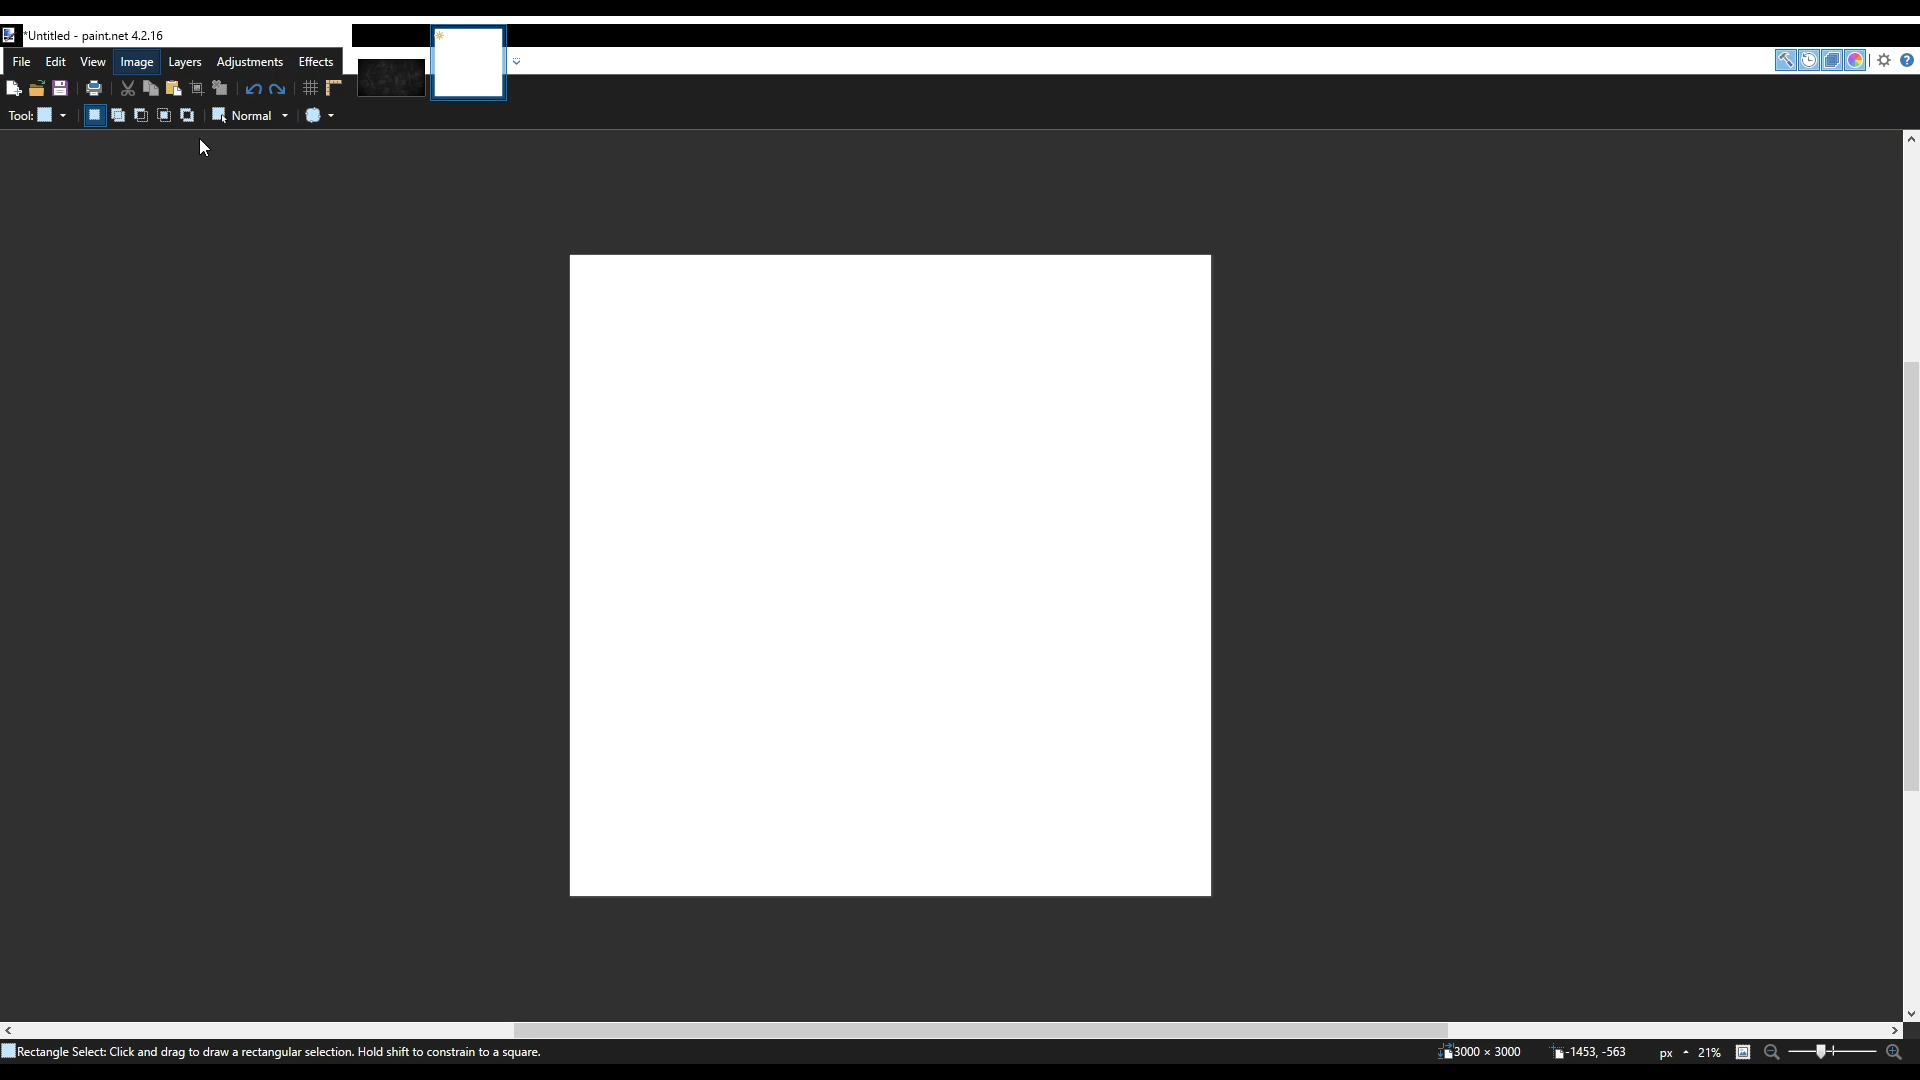 *Untitled - paint.net 4.2.16
File Edit View Image Layers Adjustments Effects
Tool: Normal
Rectangle Select: Click and drag to draw a rectangular selection. Hold shift to constrain to a square.
3000 × 3000 -1453, -563 px 21%